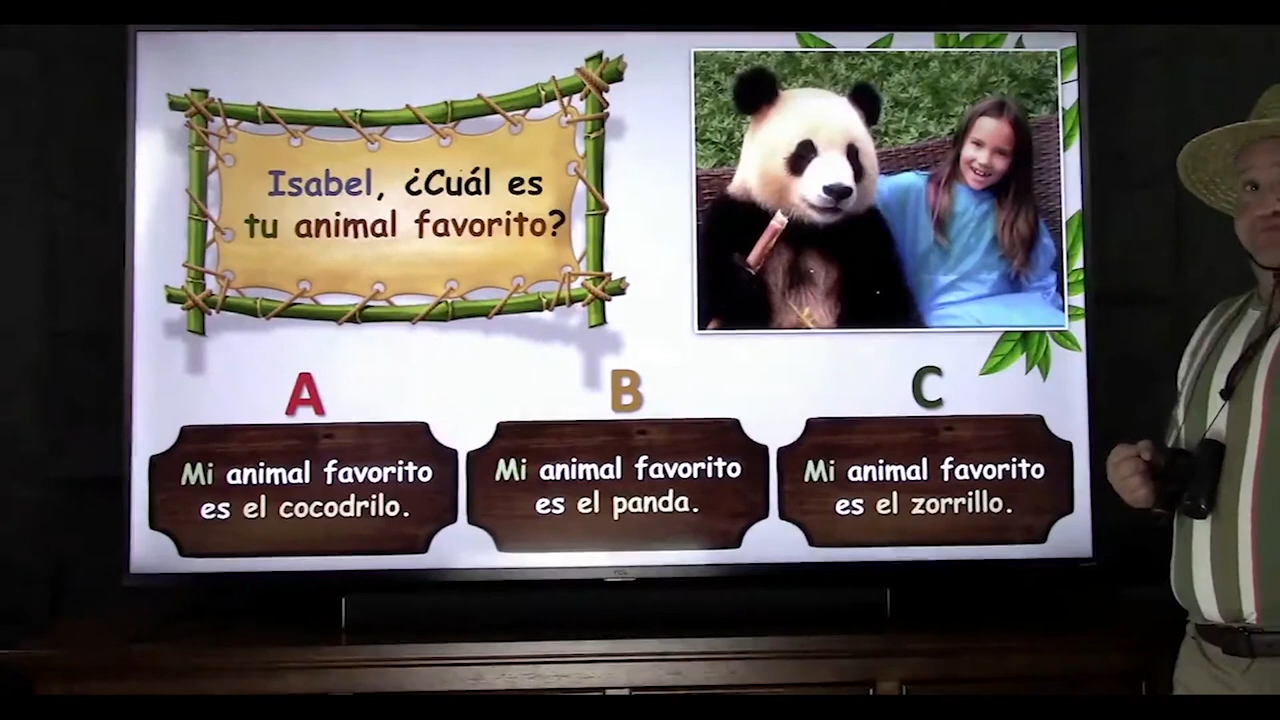 Isabel, ¿Cuál es
tu animal favorito?
A
B
C
Mi animal favorito
es el cocodrilo.
Mi animal favorito
es el panda.
Mi animal favorito
es el zorrillo.
TCL